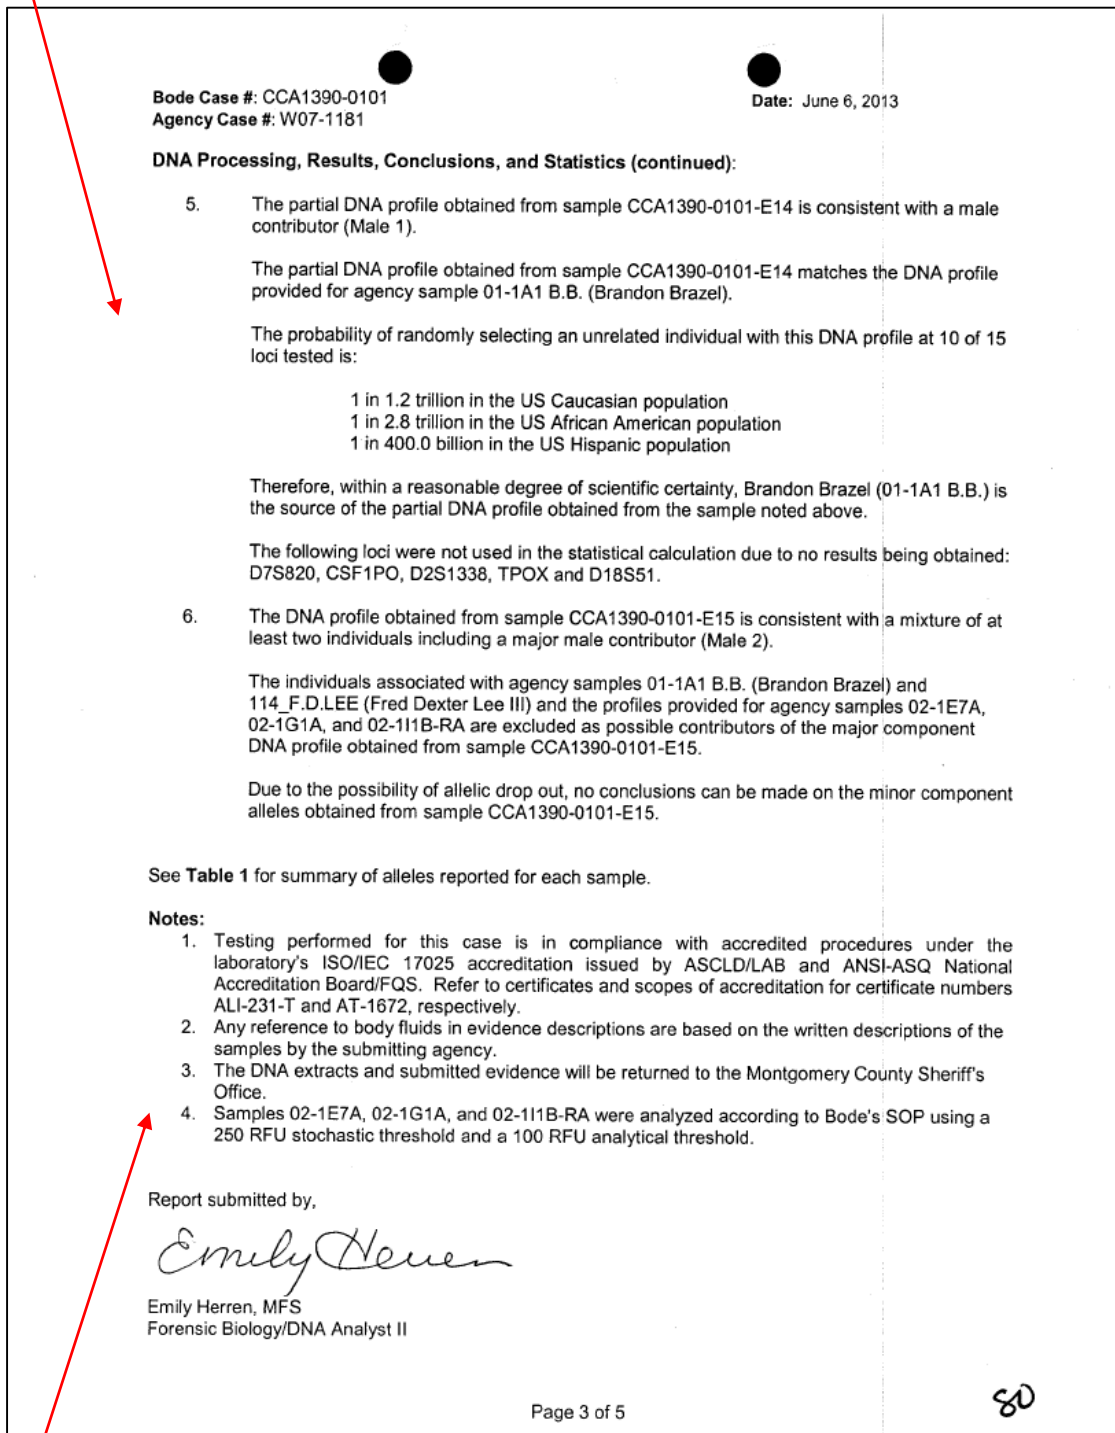 Bode Case #: CCA1390-0101
Date: June 6, 2013
Agency Case #: W07-1181
DNA Processing, Results, Conclusions, and Statistics (continued):
5. The partial DNA profile obtained from sample CCA1390-0101-E14 is consistent with a male
contributor (Male 1).
The partial DNA profile obtained from sample CCA1390-0101-E14 matches the DNA profile
provided for agency sample 01-1A1 B.B. (Brandon Brazel).
The probability of randomly selecting an unrelated individual with this DNA profile at 10 of 15
loci tested is:
1 in 1.2 trillion in the US Caucasian population
1 in 2.8 trillion in the US African American population
1 in 400.0 billion in the US Hispanic population
Therefore, within a reasonable degree of scientific certainty, Brandon Brazel (01-1A1 B.B.) is
the source of the partial DNA profile obtained from the sample noted above.
The following loci were not used in the statistical calculation due to no results being obtained:
D7S820, CSF1PO, D2S1338, TPOX and D18S51.
6. The DNA profile obtained from sample CCA1390-0101-E15 is consistent with a mixture of at
least two individuals including a major male contributor (Male 2).
The individuals associated with agency samples 01-1A1 B.B. (Brandon Brazel) and
114_F.D.LEE (Fred Dexter Lee III) and the profiles provided for agency samples 02-1E7A,
02-1G1A, and 02-1I1B-RA are excluded as possible contributors of the major component
DNA profile obtained from sample CCA1390-0101-E15.
Due to the possibility of allelic drop out, no conclusions can be made on the minor component
alleles obtained from sample CCA1390-0101-E15.
See Table 1 for summary of alleles reported for each sample.
Notes:
1. Testing performed for this case is in compliance with accredited procedures under the
laboratory's ISO/IEC 17025 accreditation issued by ASCLD/LAB and ANSI-ASQ National
Accreditation Board/FQS. Refer to certificates and scopes of accreditation for certificate numbers
ALI-231-T and AT-1672, respectively.
2. Any reference to body fluids in evidence descriptions are based on the written descriptions of the
samples by the submitting agency.
3. The DNA extracts and submitted evidence will be returned to the Montgomery County Sheriff's
Office.
4. Samples 02-1E7A, 02-1G1A, and 02-1I1B-RA were analyzed according to Bode's SOP using a
250 RFU stochastic threshold and a 100 RFU analytical threshold.
Report submitted by,
Emily Herren
Emily Herren, MFS
Forensic Biology/DNA Analyst II
Page 3 of 5
80